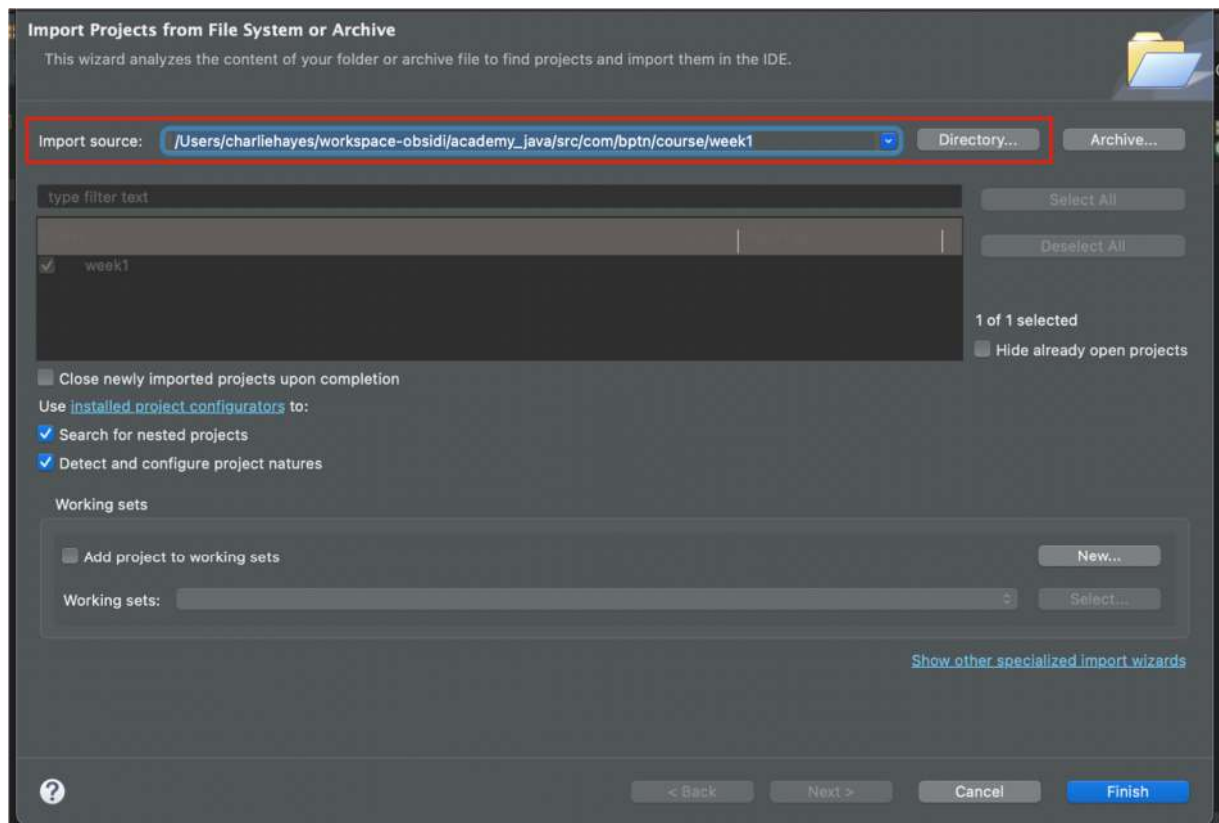 Import Projects from File System or Archive
This wizard analyzes the content of your folder or archive file to find projects and import them in the IDE.
Import source: /Users/charliehayes/workspace-obsidi/academy_java/src/com/bptn/course/week1 Directory... Archive...
type filter text
Select All
Deselect All
week1
1 of 1 selected
Hide already open projects
Close newly imported projects upon completion
Use installed project configurators to:
Search for nested projects
Detect and configure project natures
Working sets
Add project to working sets New...
Working sets: Select...
Show other specialized import wizards
? < Back Next > Cancel Finish